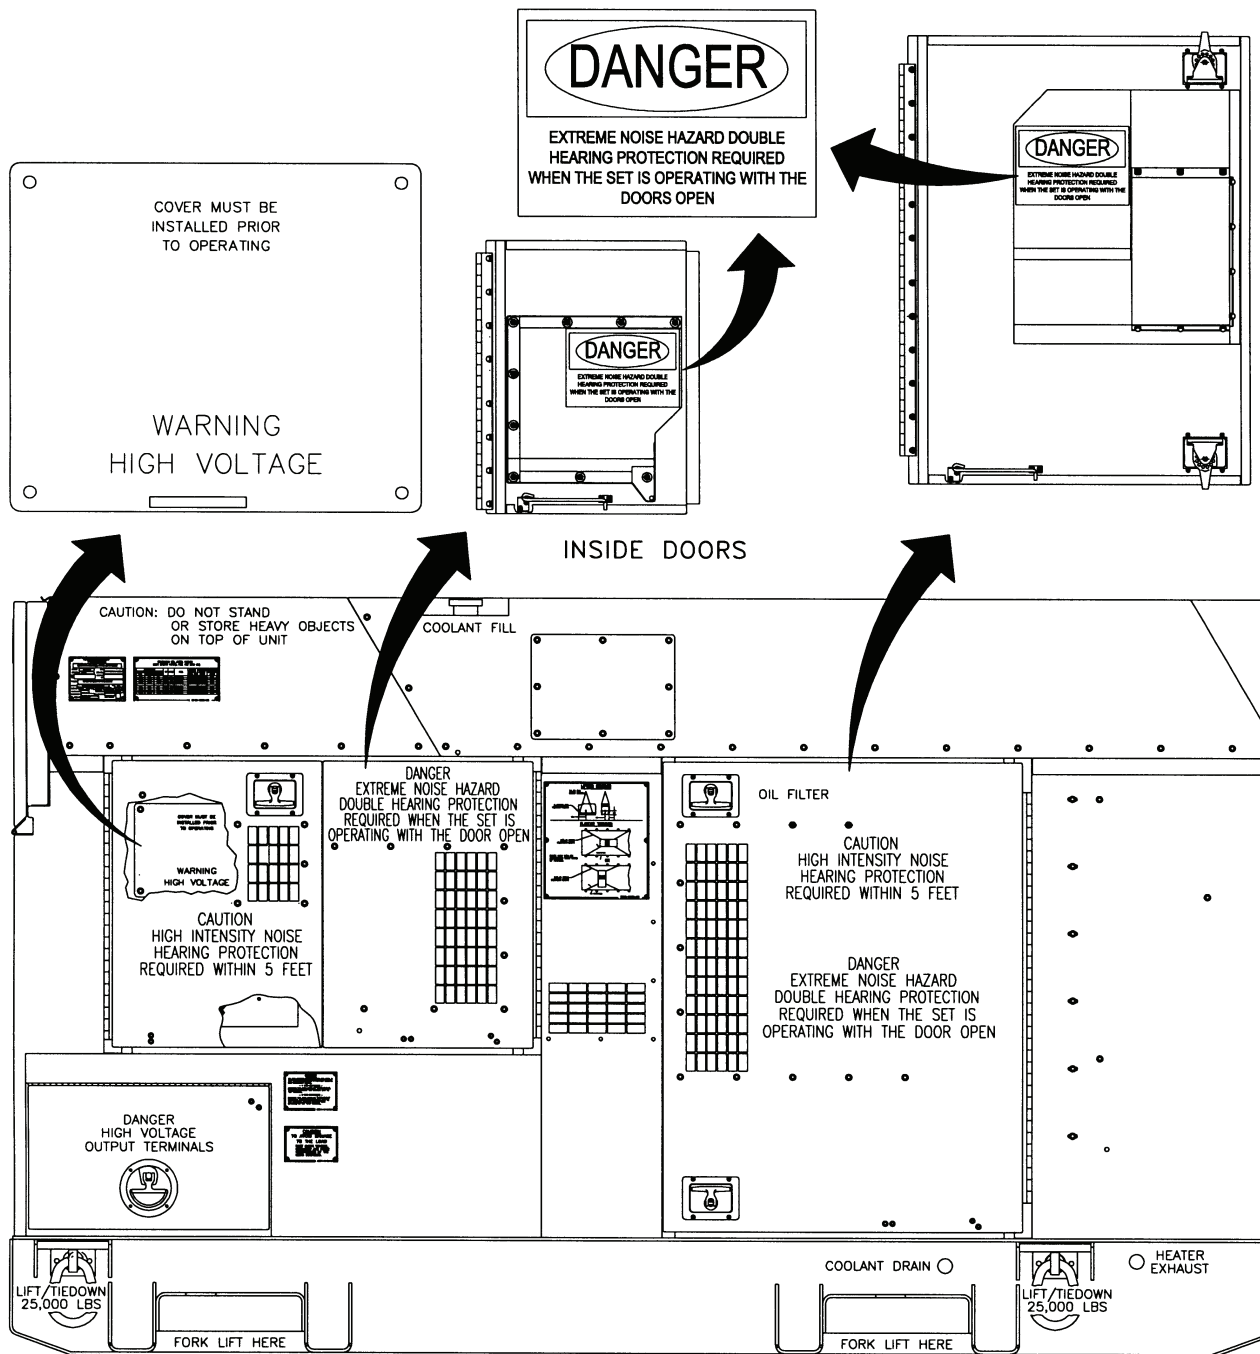 DANGER
EXTREME NOISE HAZARD DOUBLE
HEARING PROTECTION REQUIRED
WHEN THE SET IS OPERATING WITH THE
DOORS OPEN
COVER MUST BE
INSTALLED PRIOR
TO OPERATING
WARNING
HIGH VOLTAGE
DANGER
EXTREME NOISE HAZARD DOUBLE
HEARING PROTECTION REQUIRED
WHEN THE SET IS OPERATING WITH THE
DOORS OPEN
DANGER
EXTREME NOISE HAZARD DOUBLE
HEARING PROTECTION REQUIRED
WHEN THE SET IS OPERATING WITH THE
DOORS OPEN
INSIDE DOORS
CAUTION: DO NOT STAND
OR STORE HEAVY OBJECTS
ON TOP OF UNIT
COOLANT FILL
COVER MUST BE
INSTALLED PRIOR
TO OPERATING
WARNING
HIGH VOLTAGE
CAUTION
HIGH INTENSITY NOISE
HEARING PROTECTION
REQUIRED WITHIN 5 FEET
DANGER
EXTREME NOISE HAZARD
DOUBLE HEARING PROTECTION
REQUIRED WHEN THE SET IS
OPERATING WITH THE DOOR OPEN
OIL FILTER
CAUTION
HIGH INTENSITY NOISE
HEARING PROTECTION
REQUIRED WITHIN 5 FEET
DANGER
EXTREME NOISE HAZARD
DOUBLE HEARING PROTECTION
REQUIRED WHEN THE SET IS
OPERATING WITH THE DOOR OPEN
DANGER
HIGH VOLTAGE
OUTPUT TERMINALS
TO THE LOAD
LIFT/TIEDOWN
25,000 LBS
FORK LIFT HERE
COOLANT DRAIN
LIFT/TIEDOWN
25,000 LBS
HEATER
EXHAUST
FORK LIFT HERE